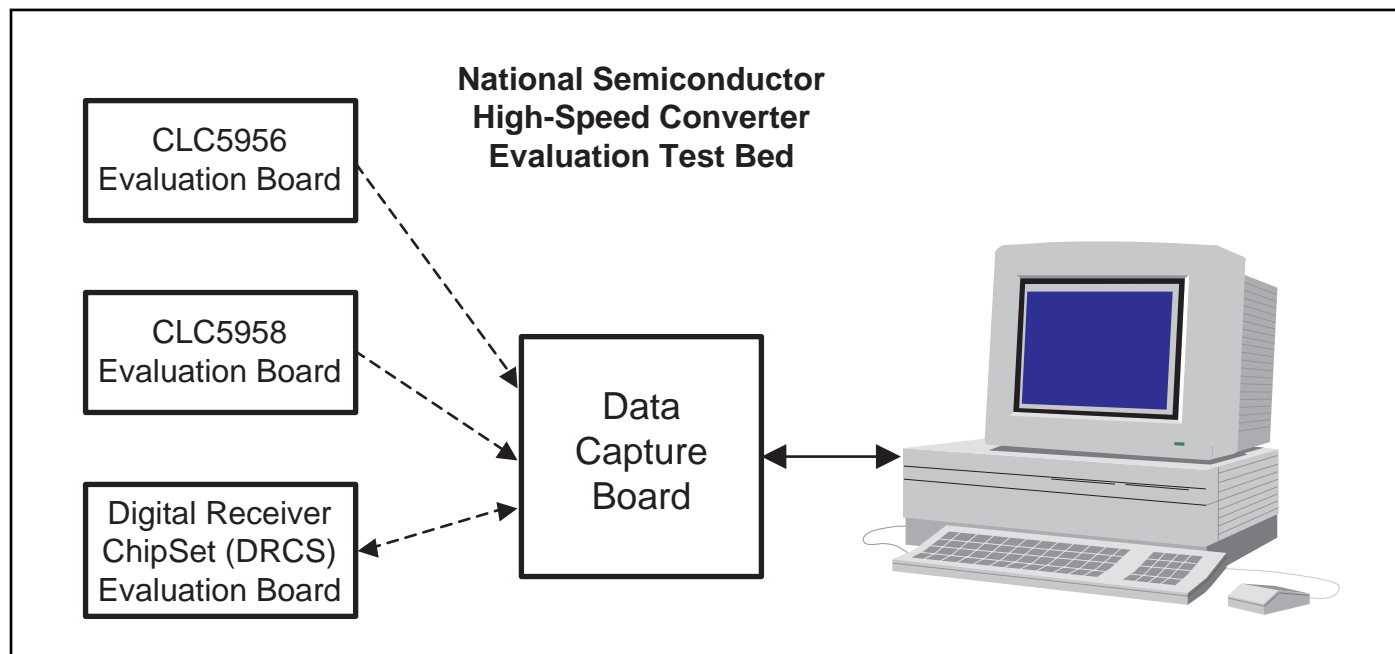 National Semiconductor
High-Speed Converter
Evaluation Test Bed
CLC5956
Evaluation Board
CLC5958
Evaluation Board
Digital Receiver
ChipSet (DRCS)
Evaluation Board
Data
Capture
Board